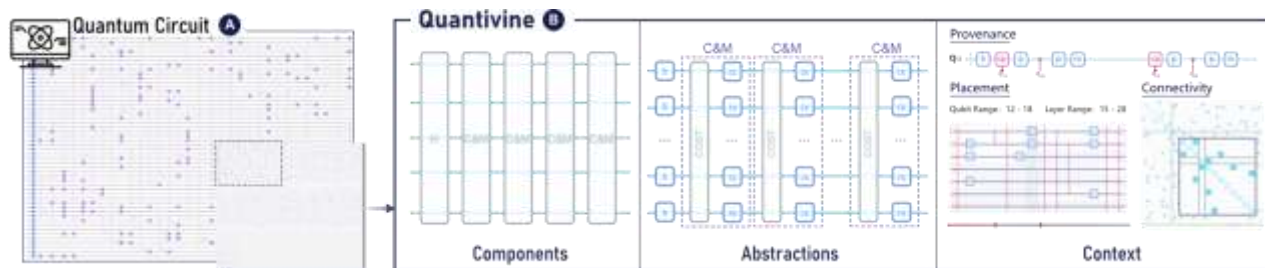 Quantum Circuit A
Quantivine B
C&M C&M C&M
COST COST COST
... ...
... ...
Components
Abstractions
Provenance
Placement
Qubit Range: 12 - 18 Layer Range: 15 - 28
Connectivity
Context